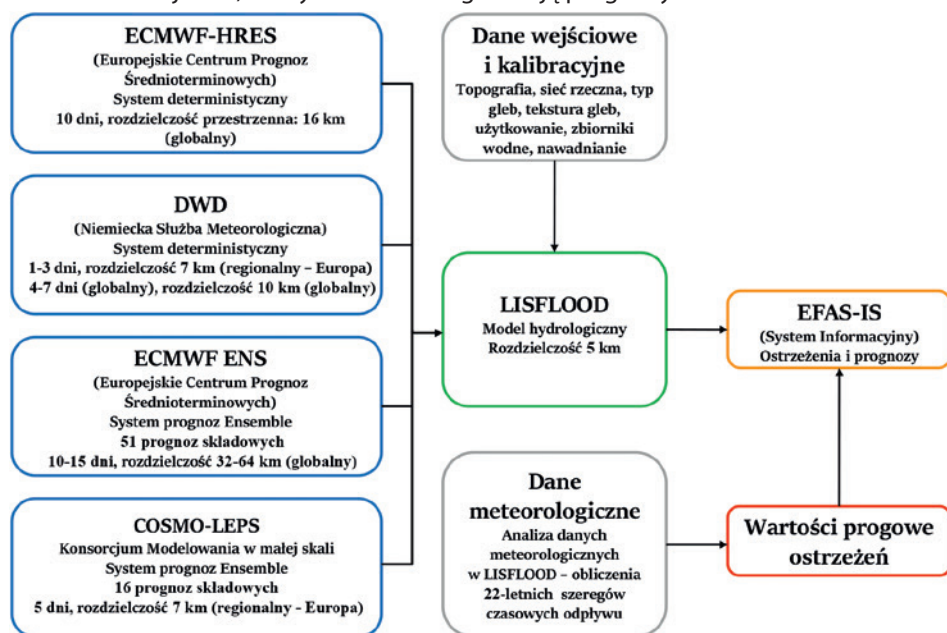 ECMWF-HRES
(Europejskie Centrum Prognoz
Średnioterminowych)
System deterministyczny
10 dni, rozdzielczość przestrzenna: 16 km
(globalny)
DWD
(Niemiecka Służba Meteorologiczna)
System deterministyczny
1-3 dni, rozdzielczość 7 km (regionalny – Europa)
4-7 dni (globalny), rozdzielczość 10 km (globalny)
ECMWF ENS
(Europejskie Centrum Prognoz
Średnioterminowych)
System prognoz Ensemble
51 prognoz składowych
10-15 dni, rozdzielczość 32-64 km (globalny)
COSMO-LEPS
Konsorcjum Modelowania w małej skali
System prognoz Ensemble
16 prognoz składowych
5 dni, rozdzielczość 7 km (regionalny - Europa)
Dane wejściowe
i kalibracyjne
Topografia, sieć rzeczna, typ
gleb, tekstura gleb,
użytkowanie, zbiorniki
wodne, nawadnianie
LISFLOOD
Model hydrologiczny
Rozdzielczość 5 km
Dane
meteorologiczne
Analiza danych
meteorologicznych
w LISFLOOD – obliczenia
22-letnich szeregów
czasowych odpływu
EFAS-IS
(System Informacyjny)
Ostrzeżenia i prognozy
Wartości progowe
ostrzeżeń